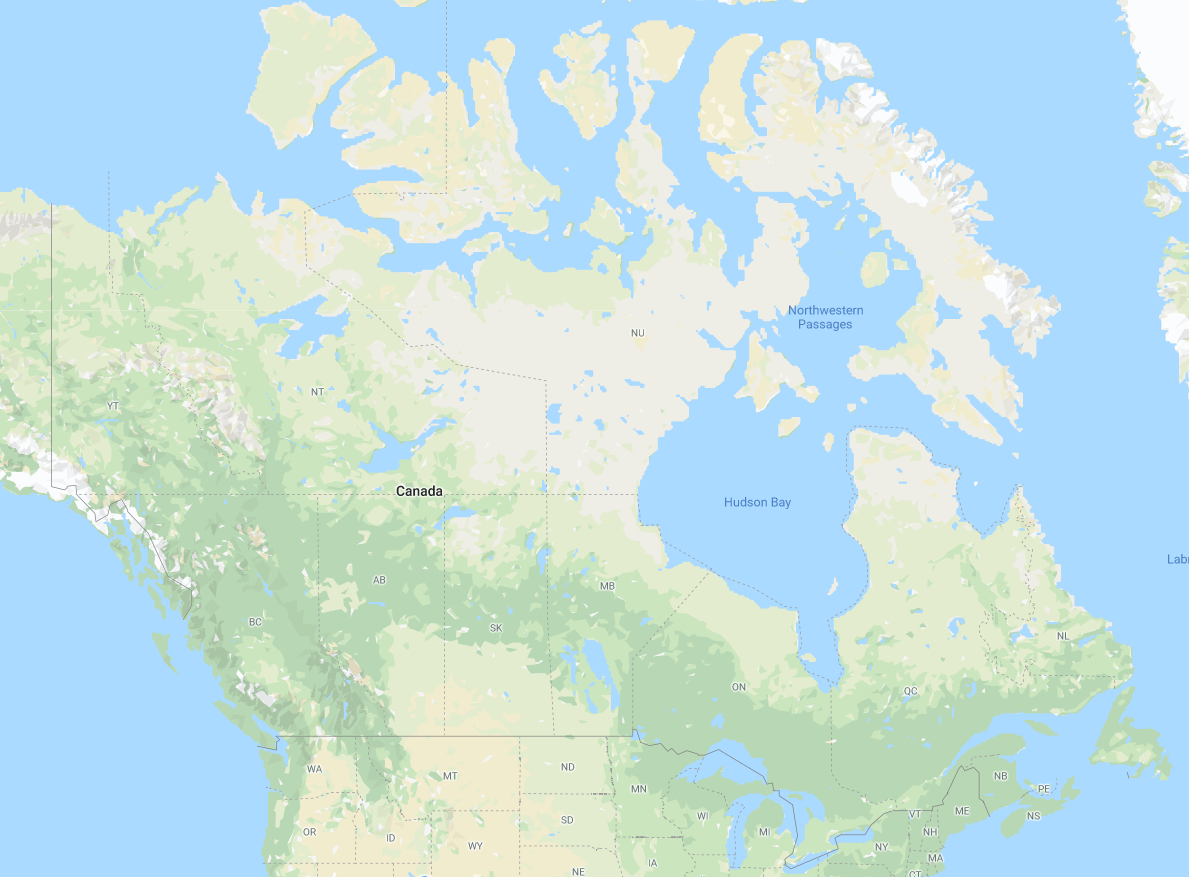 Northwestern
Passages
NU
NT
YT
Canada
Hudson Bay
Labr
AB
MB
BC
SK
NL
ON
QC
WA
MT
ND
NB
MN
PE
ME
VT
WI
NS
SD
OR
MI
NH
ID
WY
NY
MA
IA
NE
CT